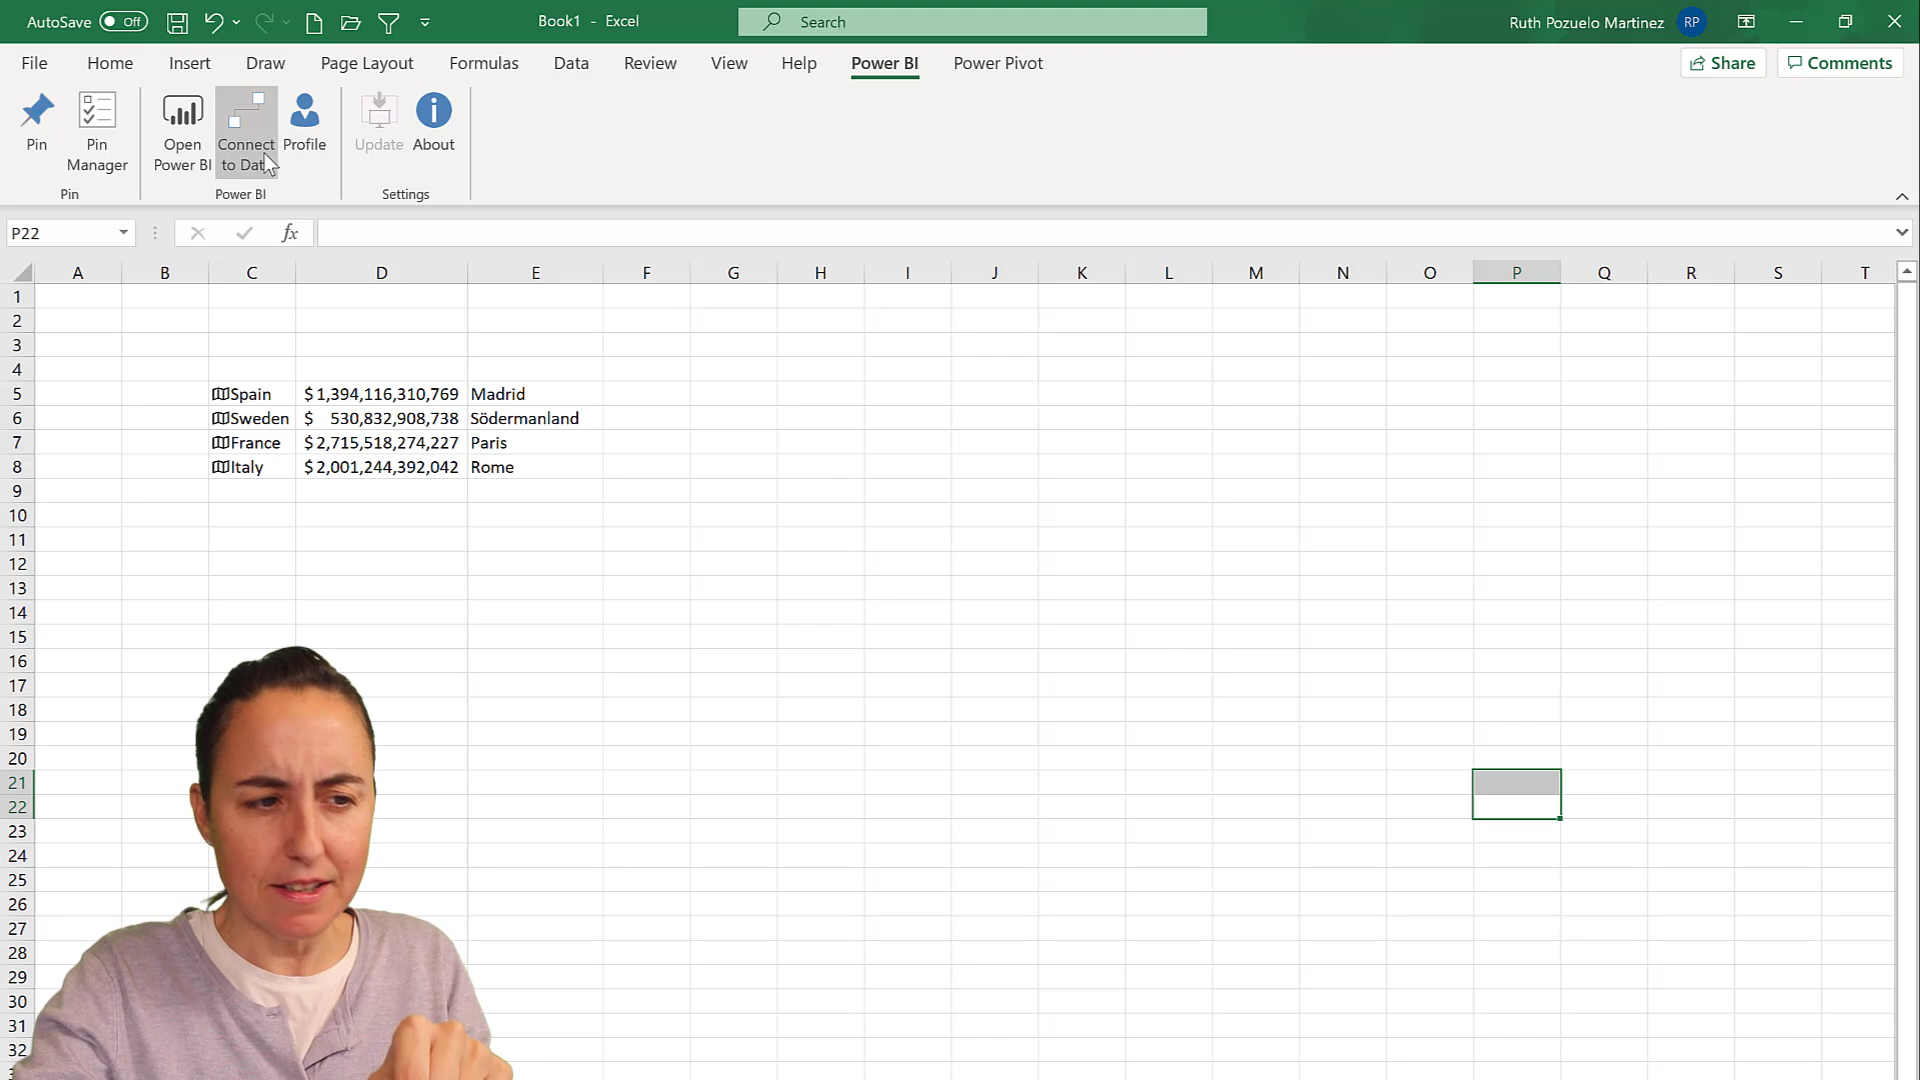 AutoSave Off Book1 - Excel Search Ruth Pozuelo Martinez RP
File Home Insert Draw Page Layout Formulas Data Review View Help Power BI Power Pivot Share Comments
Pin Pin Manager Open Power BI Connect to Dat Profile Update About
Pin Power BI Settings
P22 fx
A B C D E F G H I J K L M N O P Q R S T
1
2
3
4
5 Spain $ 1,394,116,310,769 Madrid
6 Sweden $ 530,832,908,738 Södermanland
7 France $ 2,715,518,274,227 Paris
8 Italy $ 2,001,244,392,042 Rome
9
10
11
12
13
14
15
16
17
18
19
20
21
22
23
24
25
26
27
28
29
30
31
32